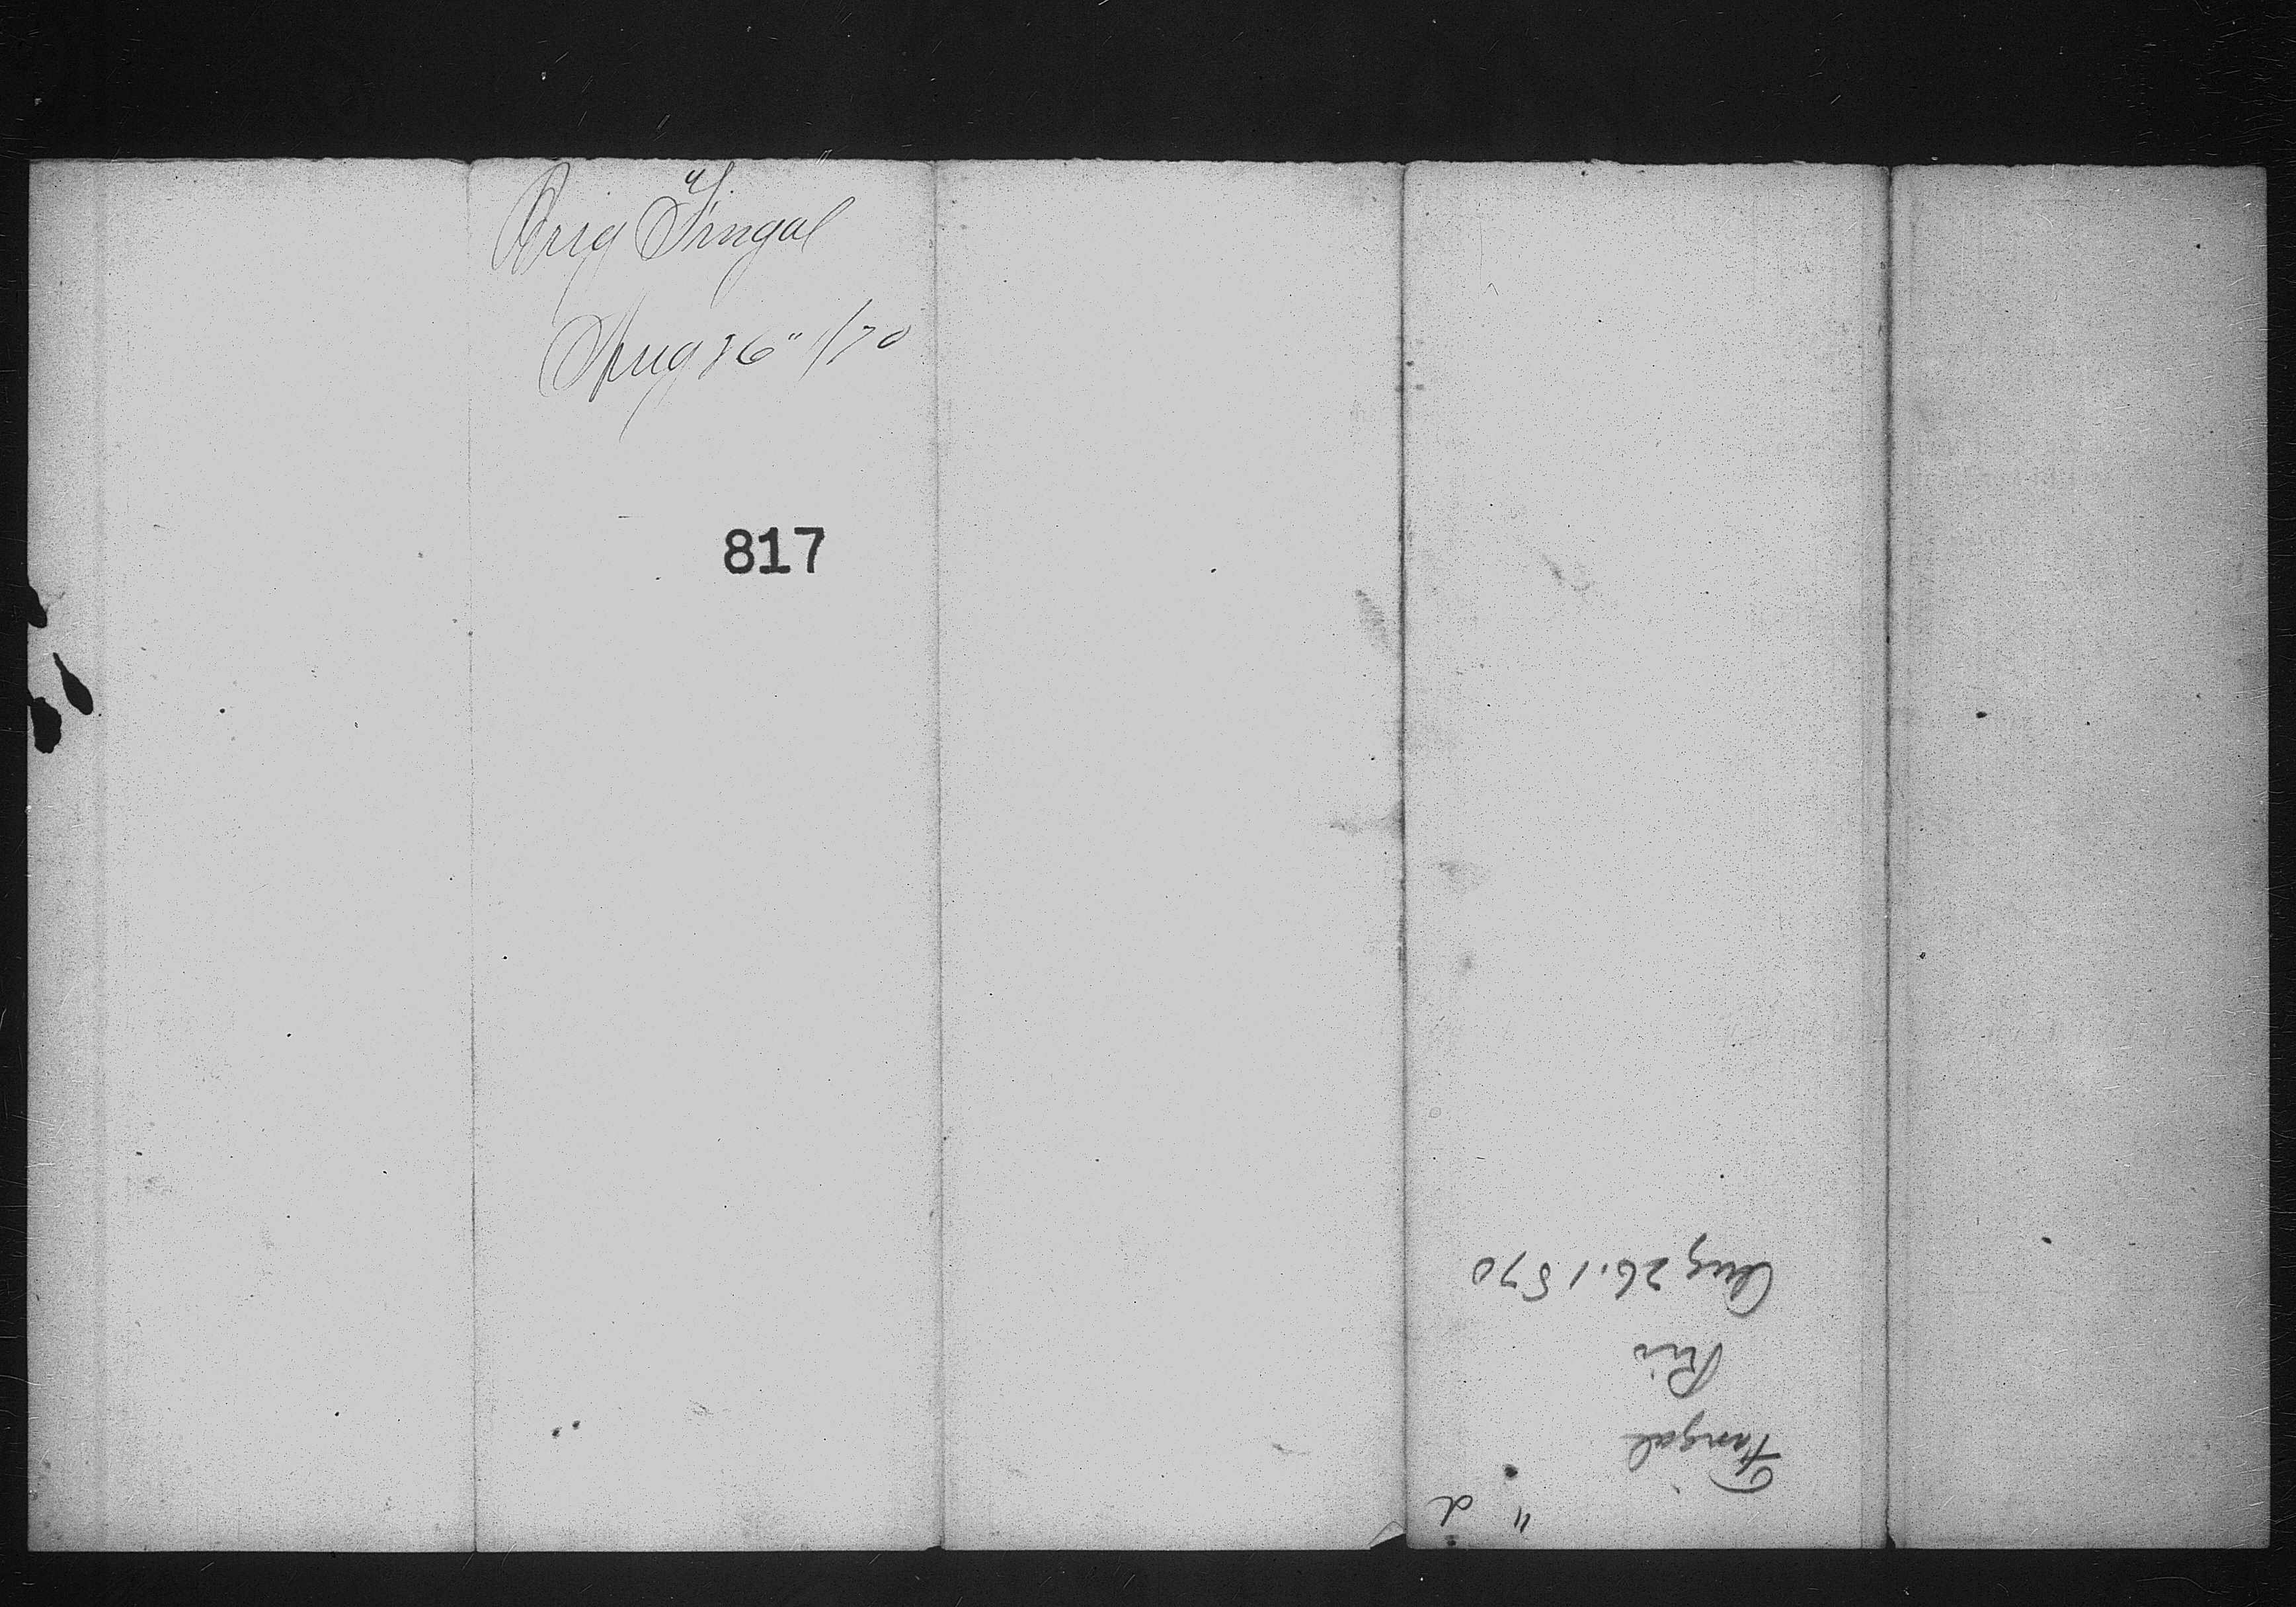 Brig "Fingal"
Aug 26" /70
817
" d
Fingal
Rio
Aug 26. 1870